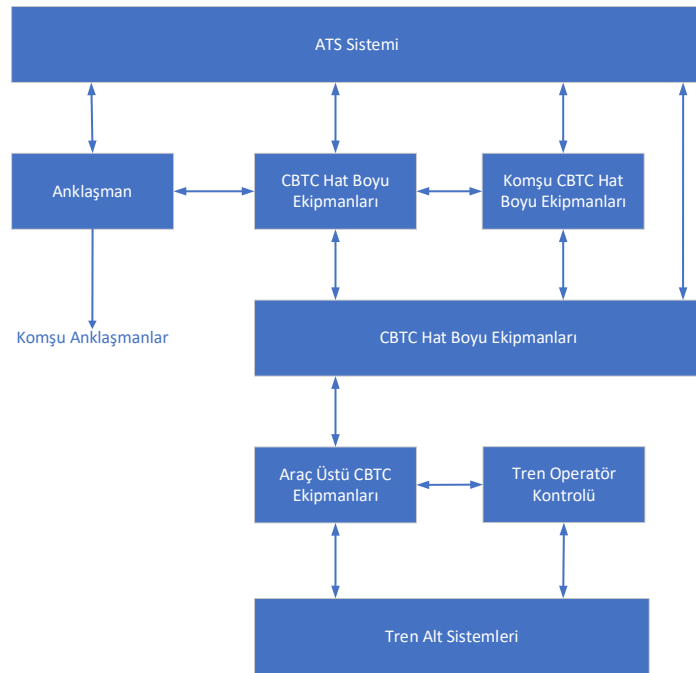 ATS Sistemi
Anklaşman
CBTC Hat Boyu
Ekipmanları
Komşu CBTC Hat
Boyu Ekipmanları
Komşu Anklaşmanlar
CBTC Hat Boyu Ekipmanları
Araç Üstü CBTC
Ekipmanları
Tren Operatör
Kontrolü
Tren Alt Sistemleri